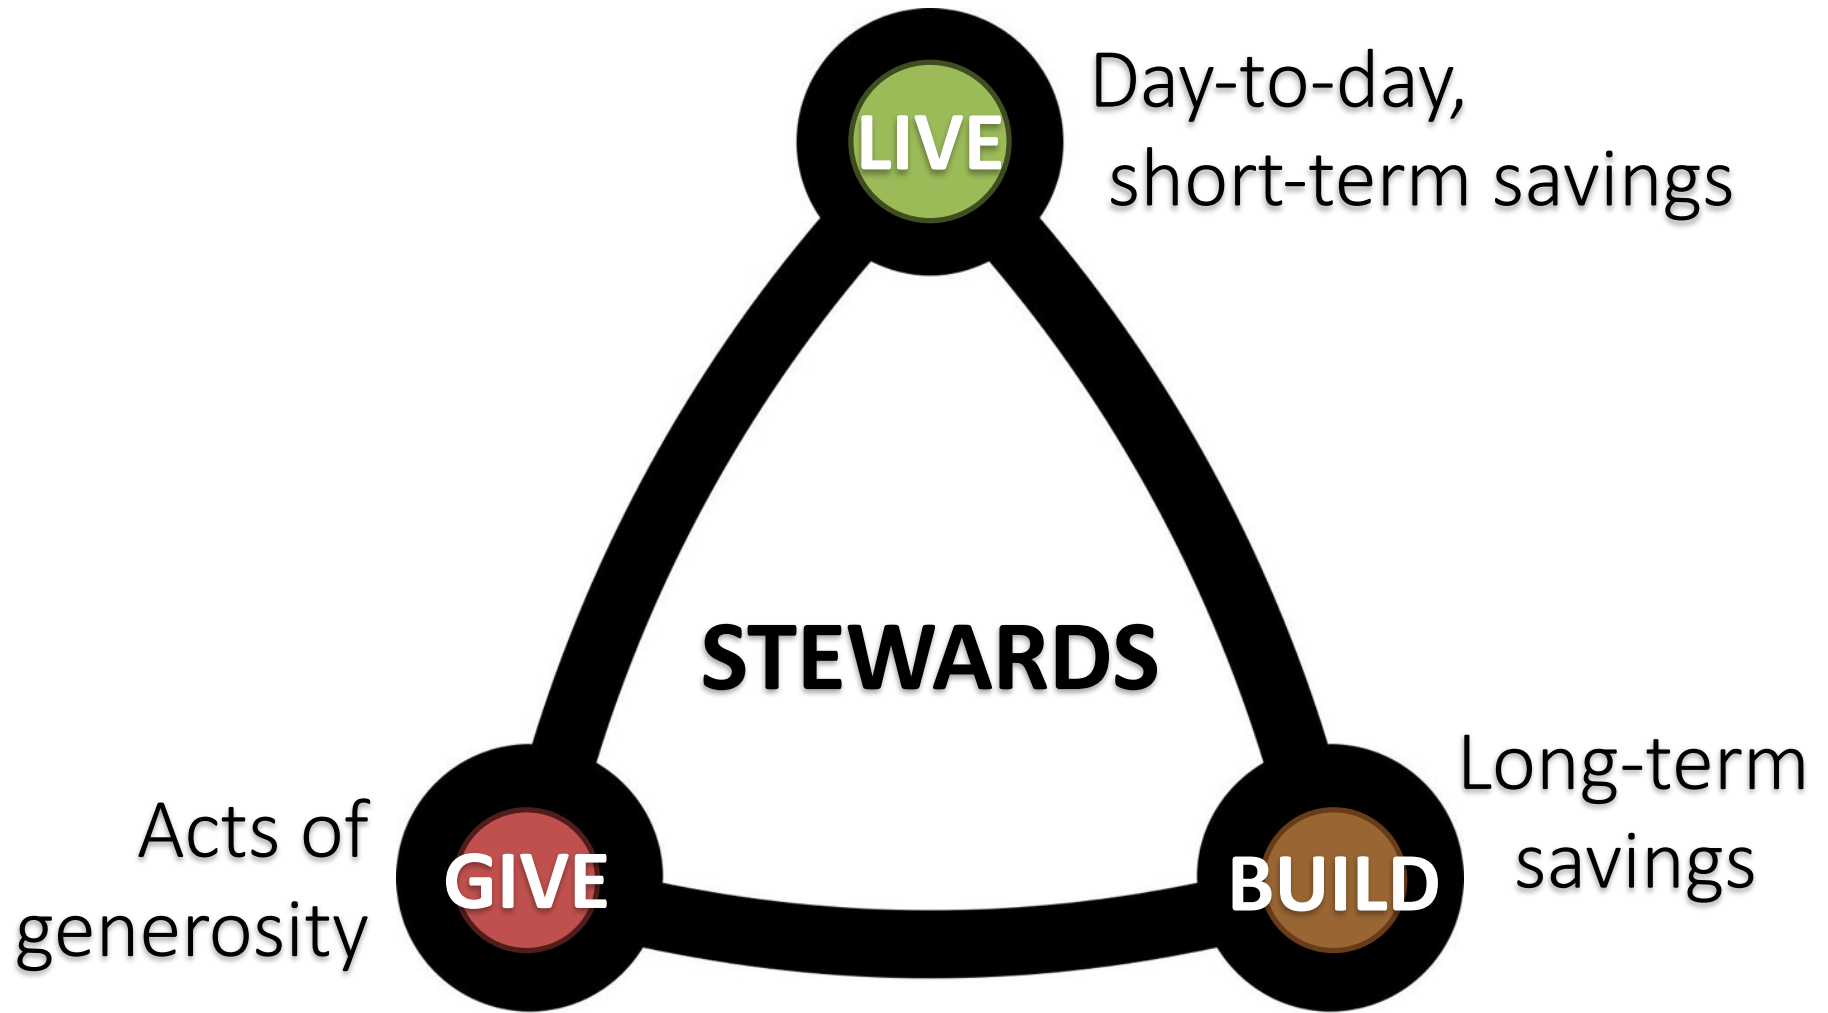 LIVE
Day-to-day,
short-term savings
STEWARDS
GIVE
Acts of
generosity
BUILD
Long-term
savings